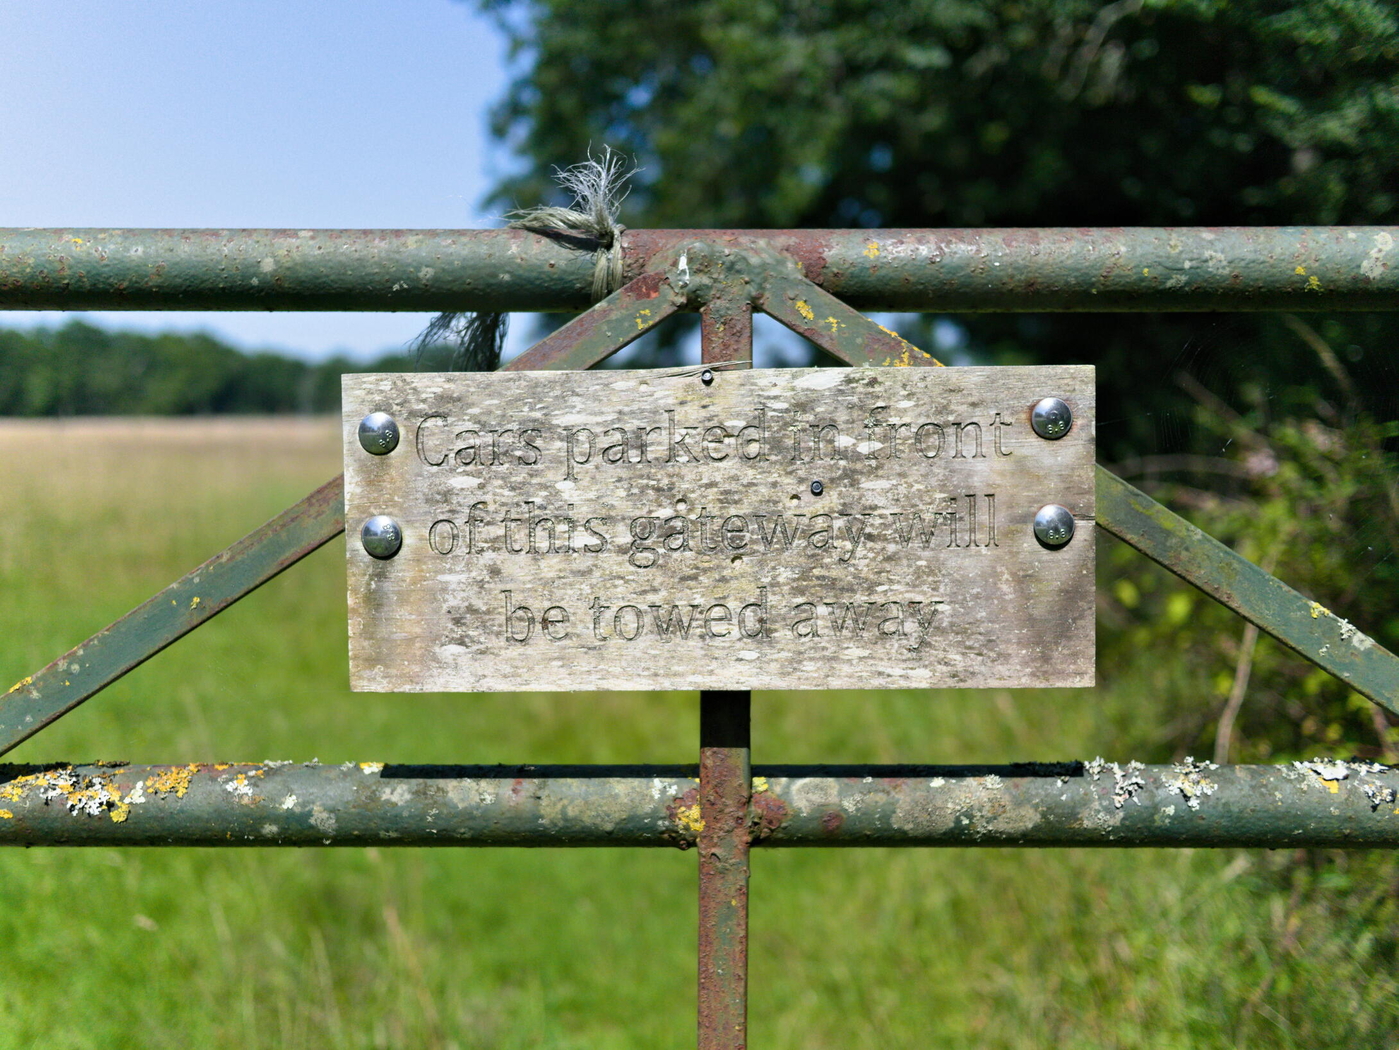 Cars parked in front
of this gateway will
be towed away